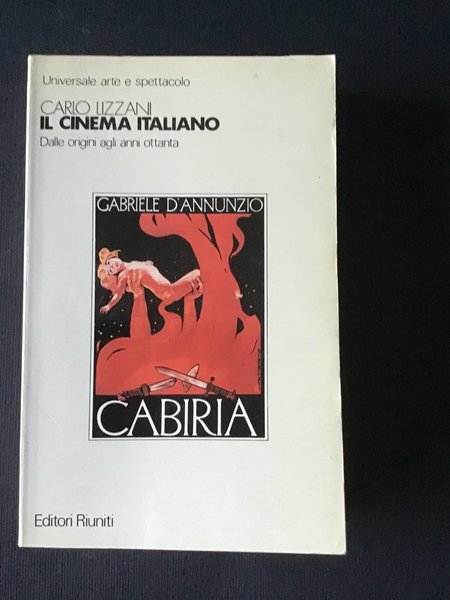 Universale arte e spettacolo
CARLO LIZZANI
IL CINEMA ITALIANO
Dalle origini agli anni ottanta
GABRIELE D'ANNUNZIO
CABIRIA
Editori Riuniti